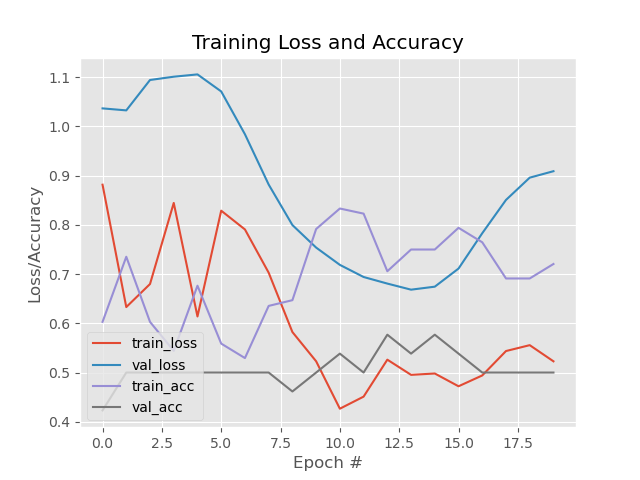 Training Loss and Accuracy
1.1
1.0
0.9
0.8
0.7
0.6
0.5
0.4
Loss/Accuracy
train_loss
val_loss
train_acc
val_acc
0.0 2.5 5.0 7.5 10.0 12.5 15.0 17.5
Epoch #